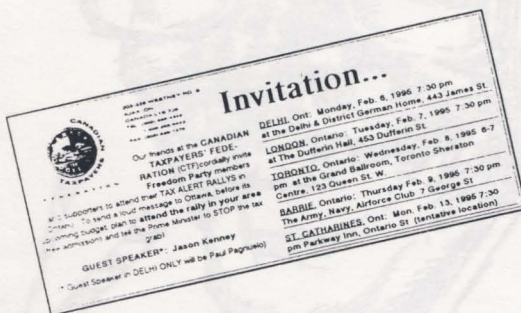 Invitation...
CANADIAN
TAXPAYERS
Our friends at the CANADIAN
TAXPAYERS' FEDE-
RATION (CTF) cordially invite
Freedom Party members
and supporters to attend their TAX ALERT RALLIES in
Ontario. To send a loud message to Ottawa, before its
upcoming budget, plan to attend the rally in your area
free admissions and tell the Prime Minister to STOP the tax
grab!
GUEST SPEAKER*: Jason Kenney
(* Guest Speaker in DELHI ONLY will be Paul Pagnuelo)
DELHI, Ont: Monday, Feb. 6, 1995 7:30 pm
at the Delhi & District German Home, 443 James St.
LONDON, Ontario: Tuesday, Feb. 7, 1995 7:30 pm
at The Dufferin Hall, 453 Dufferin St.
TORONTO, Ontario: Wednesday, Feb. 8, 1995 6-7
pm at the Grand Ballroom, Toronto Sheraton
Centre, 123 Queen St. W.
BARRIE, Ontario: Thursday Feb. 9, 1995 7:30 pm
The Army, Navy, Airforce Club 7 George St
ST. CATHARINES, Ont: Mon. Feb. 13, 1995 7:30
pm Parkway Inn, Ontario St (tentative location)